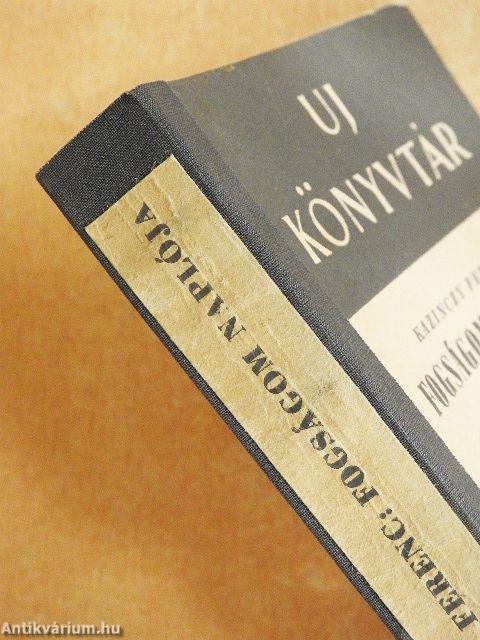 UJ
KÖNYVTÁR
KAZINCZY
FOGSÁGOM
FERENC: FOGSÁGOM NAPLÓJA
Antikvárium.hu